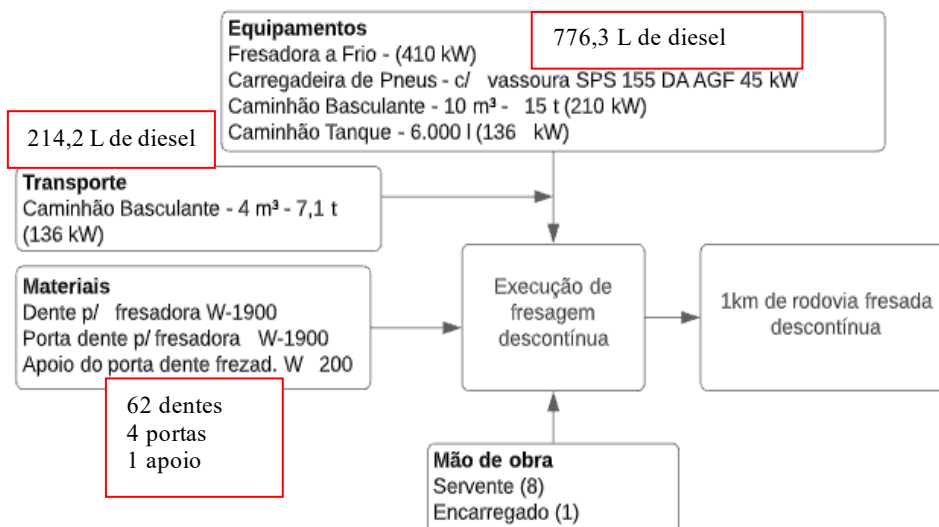 Equipamentos
776,3 L de diesel
Fresadora a Frio - (410 kW)
Carregadeira de Pneus - c/ vassoura SPS 155 DA AGF 45 kW
Caminhão Basculante - 10 m³ - 15 t (210 kW)
Caminhão Tanque - 6.000 l (136 kW)
214,2 L de diesel
Transporte
Caminhão Basculante - 4 m³ - 7,1 t
(136 kW)
Materiais
Dente p/ fresadora W-1900
Porta dente p/ fresadora W-1900
Apoio do porta dente frezad. W 200
62 dentes
4 portas
1 apoio
Execução de
fresagem
descontínua
1km de rodovia fresada
descontínua
Mão de obra
Servente (8)
Encarregado (1)